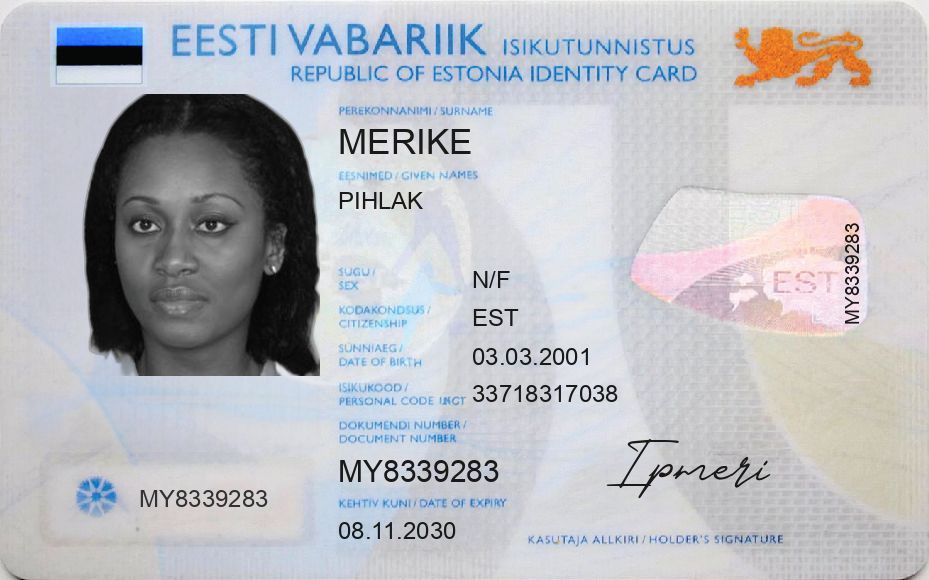 EESTI VABARIIK ISIKUTUNNISTUS
REPUBLIC OF ESTONIA IDENTITY CARD
PEREKONNANIMI / SURNAME
MERIKE
EESNIMED / GIVEN NAMES
PIHLAK
SUGU / SEX
N/F
KODAKONDSUS / CITIZENSHIP
EST
SÜNNIAEG / DATE OF BIRTH
03.03.2001
ISIKUKOOD / PERSONAL CODE
33718317038
DOKUMENDI NUMBER / DOCUMENT NUMBER
MY8339283
KEHTIV KUNI / DATE OF EXPIRY
08.11.2030
MY8339283
EST
MY8339283
Ipmeri
KASUTAJA ALLKIRI / HOLDER'S SIGNATURE